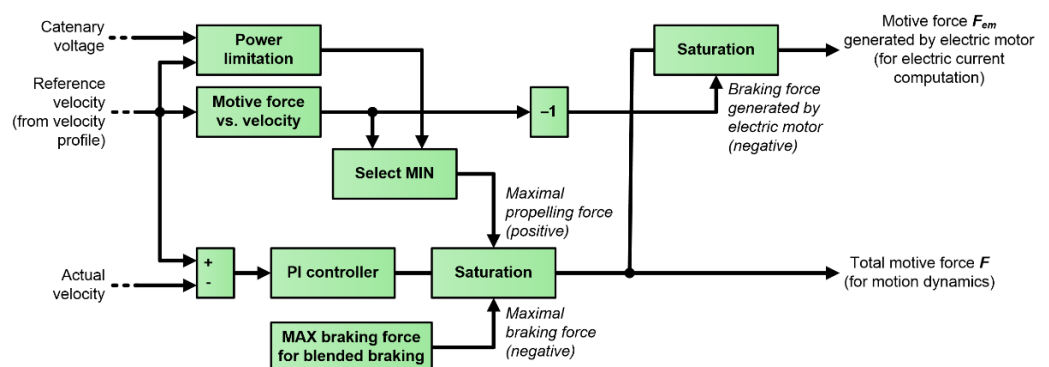 Catenary
voltage
Reference
velocity
(from velocity
profile)
Actual
velocity
Power
limitation
Motive force
vs. velocity
Select MIN
+
-
PI controller
Saturation
MAX braking force
for blended braking
Maximal
propelling force
(positive)
Maximal
braking force
(negative)
–1
Saturation
Braking force
generated by
electric motor
(negative)
Motive force Fem
generated by electric motor
(for electric current
computation)
Total motive force F
(for motion dynamics)